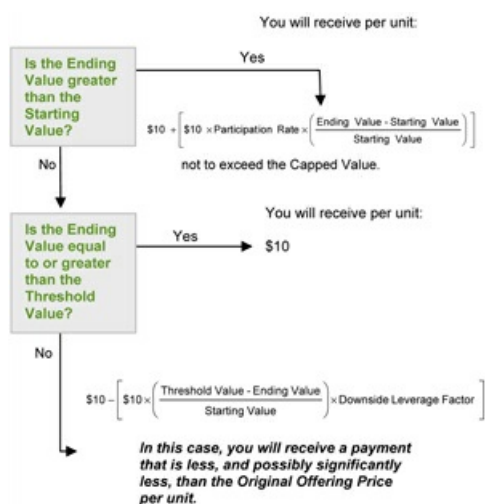 You will receive per unit:
Is the Ending
Value greater
than the
Starting
Value?
Yes
$10 + [ $10 × Participation Rate × ( Ending Value - Starting Value / Starting Value ) ]
not to exceed the Capped Value.
No
You will receive per unit:
Is the Ending
Value equal
to or greater
than the
Threshold
Value?
Yes
$10
No
$10 – [ $10 × ( Threshold Value - Ending Value / Starting Value ) × Downside Leverage Factor ]
In this case, you will receive a payment
that is less, and possibly significantly
less, than the Original Offering Price
per unit.